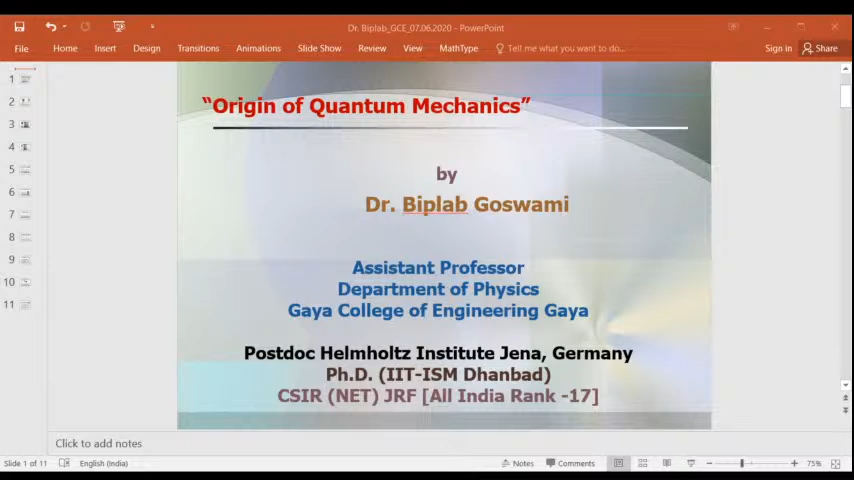 Dr. Biplab_GCE_07.06.2020 - PowerPoint
File Home Insert Design Transitions Animations Slide Show Review View MathType Tell me what you want to do... Sign in Share
1
2
3
4
5
6
7
8
9
10
11
“Origin of Quantum Mechanics”
by
Dr. Biplab Goswami
Assistant Professor
Department of Physics
Gaya College of Engineering Gaya
Postdoc Helmholtz Institute Jena, Germany
Ph.D. (IIT-ISM Dhanbad)
CSIR (NET) JRF [All India Rank -17]
Click to add notes
Slide 1 of 11 English (India) Notes Comments 75%